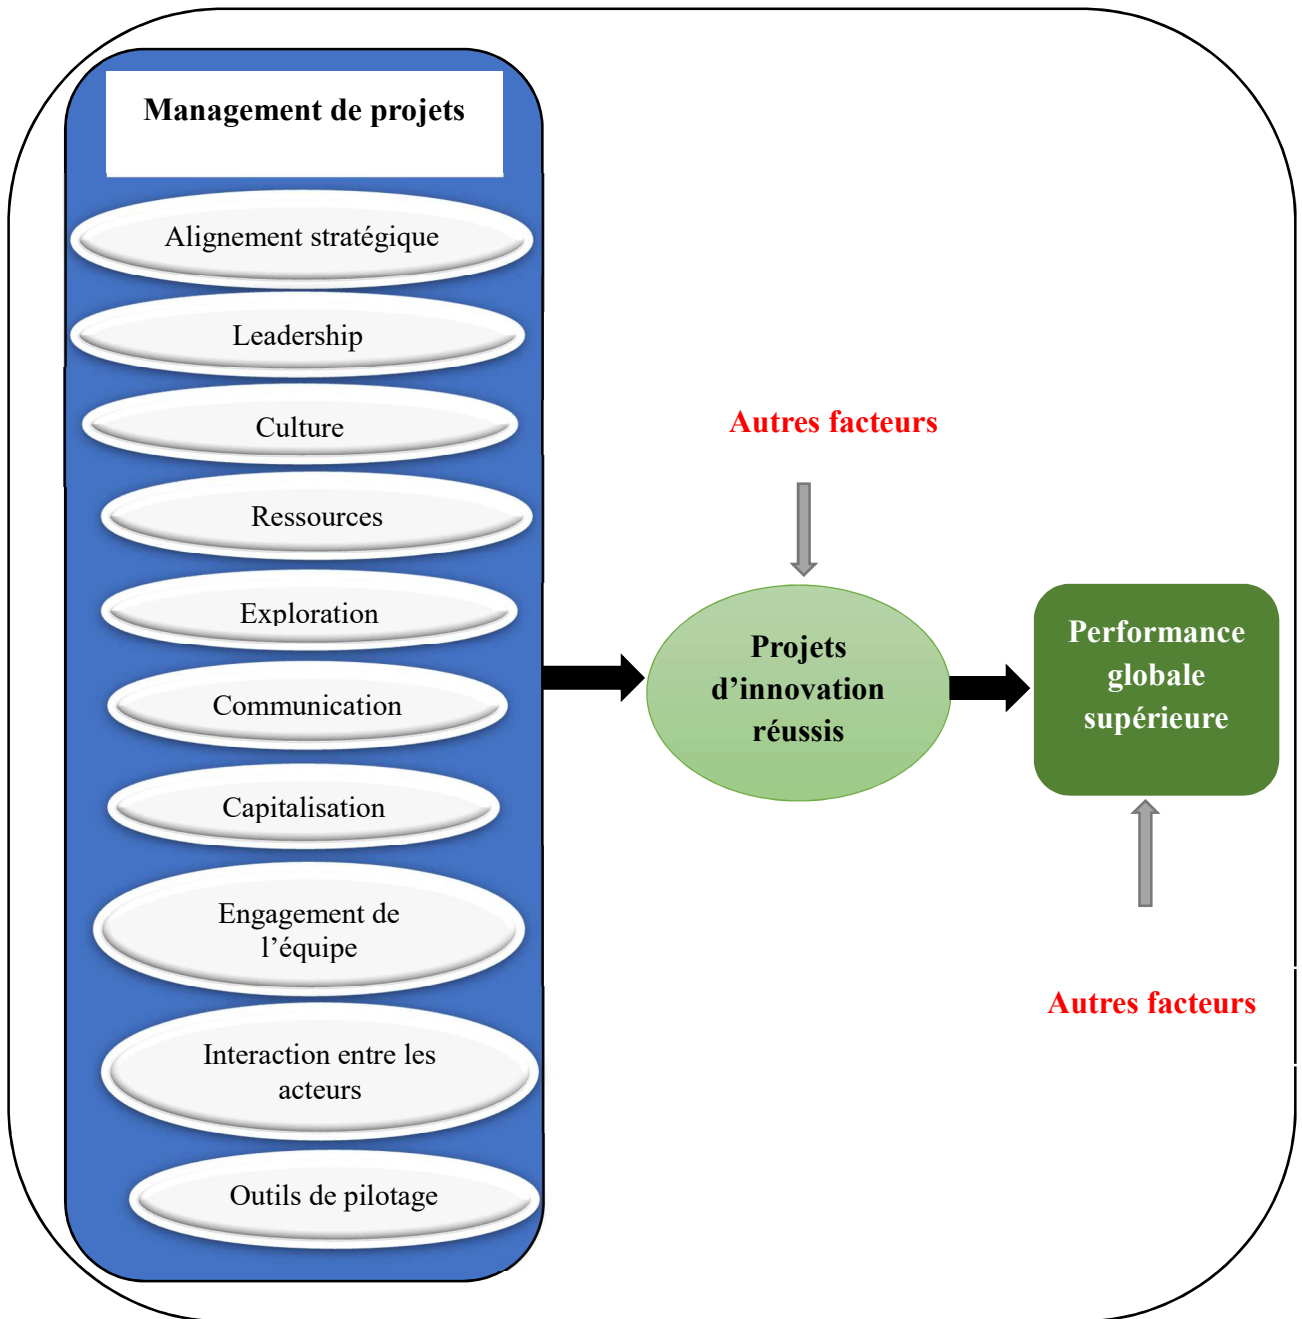 Management de projets
Alignement stratégique
Leadership
Culture
Ressources
Exploration
Communication
Capitalisation
Engagement de
l’équipe
Interaction entre les
acteurs
Outils de pilotage
Autres facteurs
Projets
d’innovation
réussis
Performance
globale
supérieure
Autres facteurs